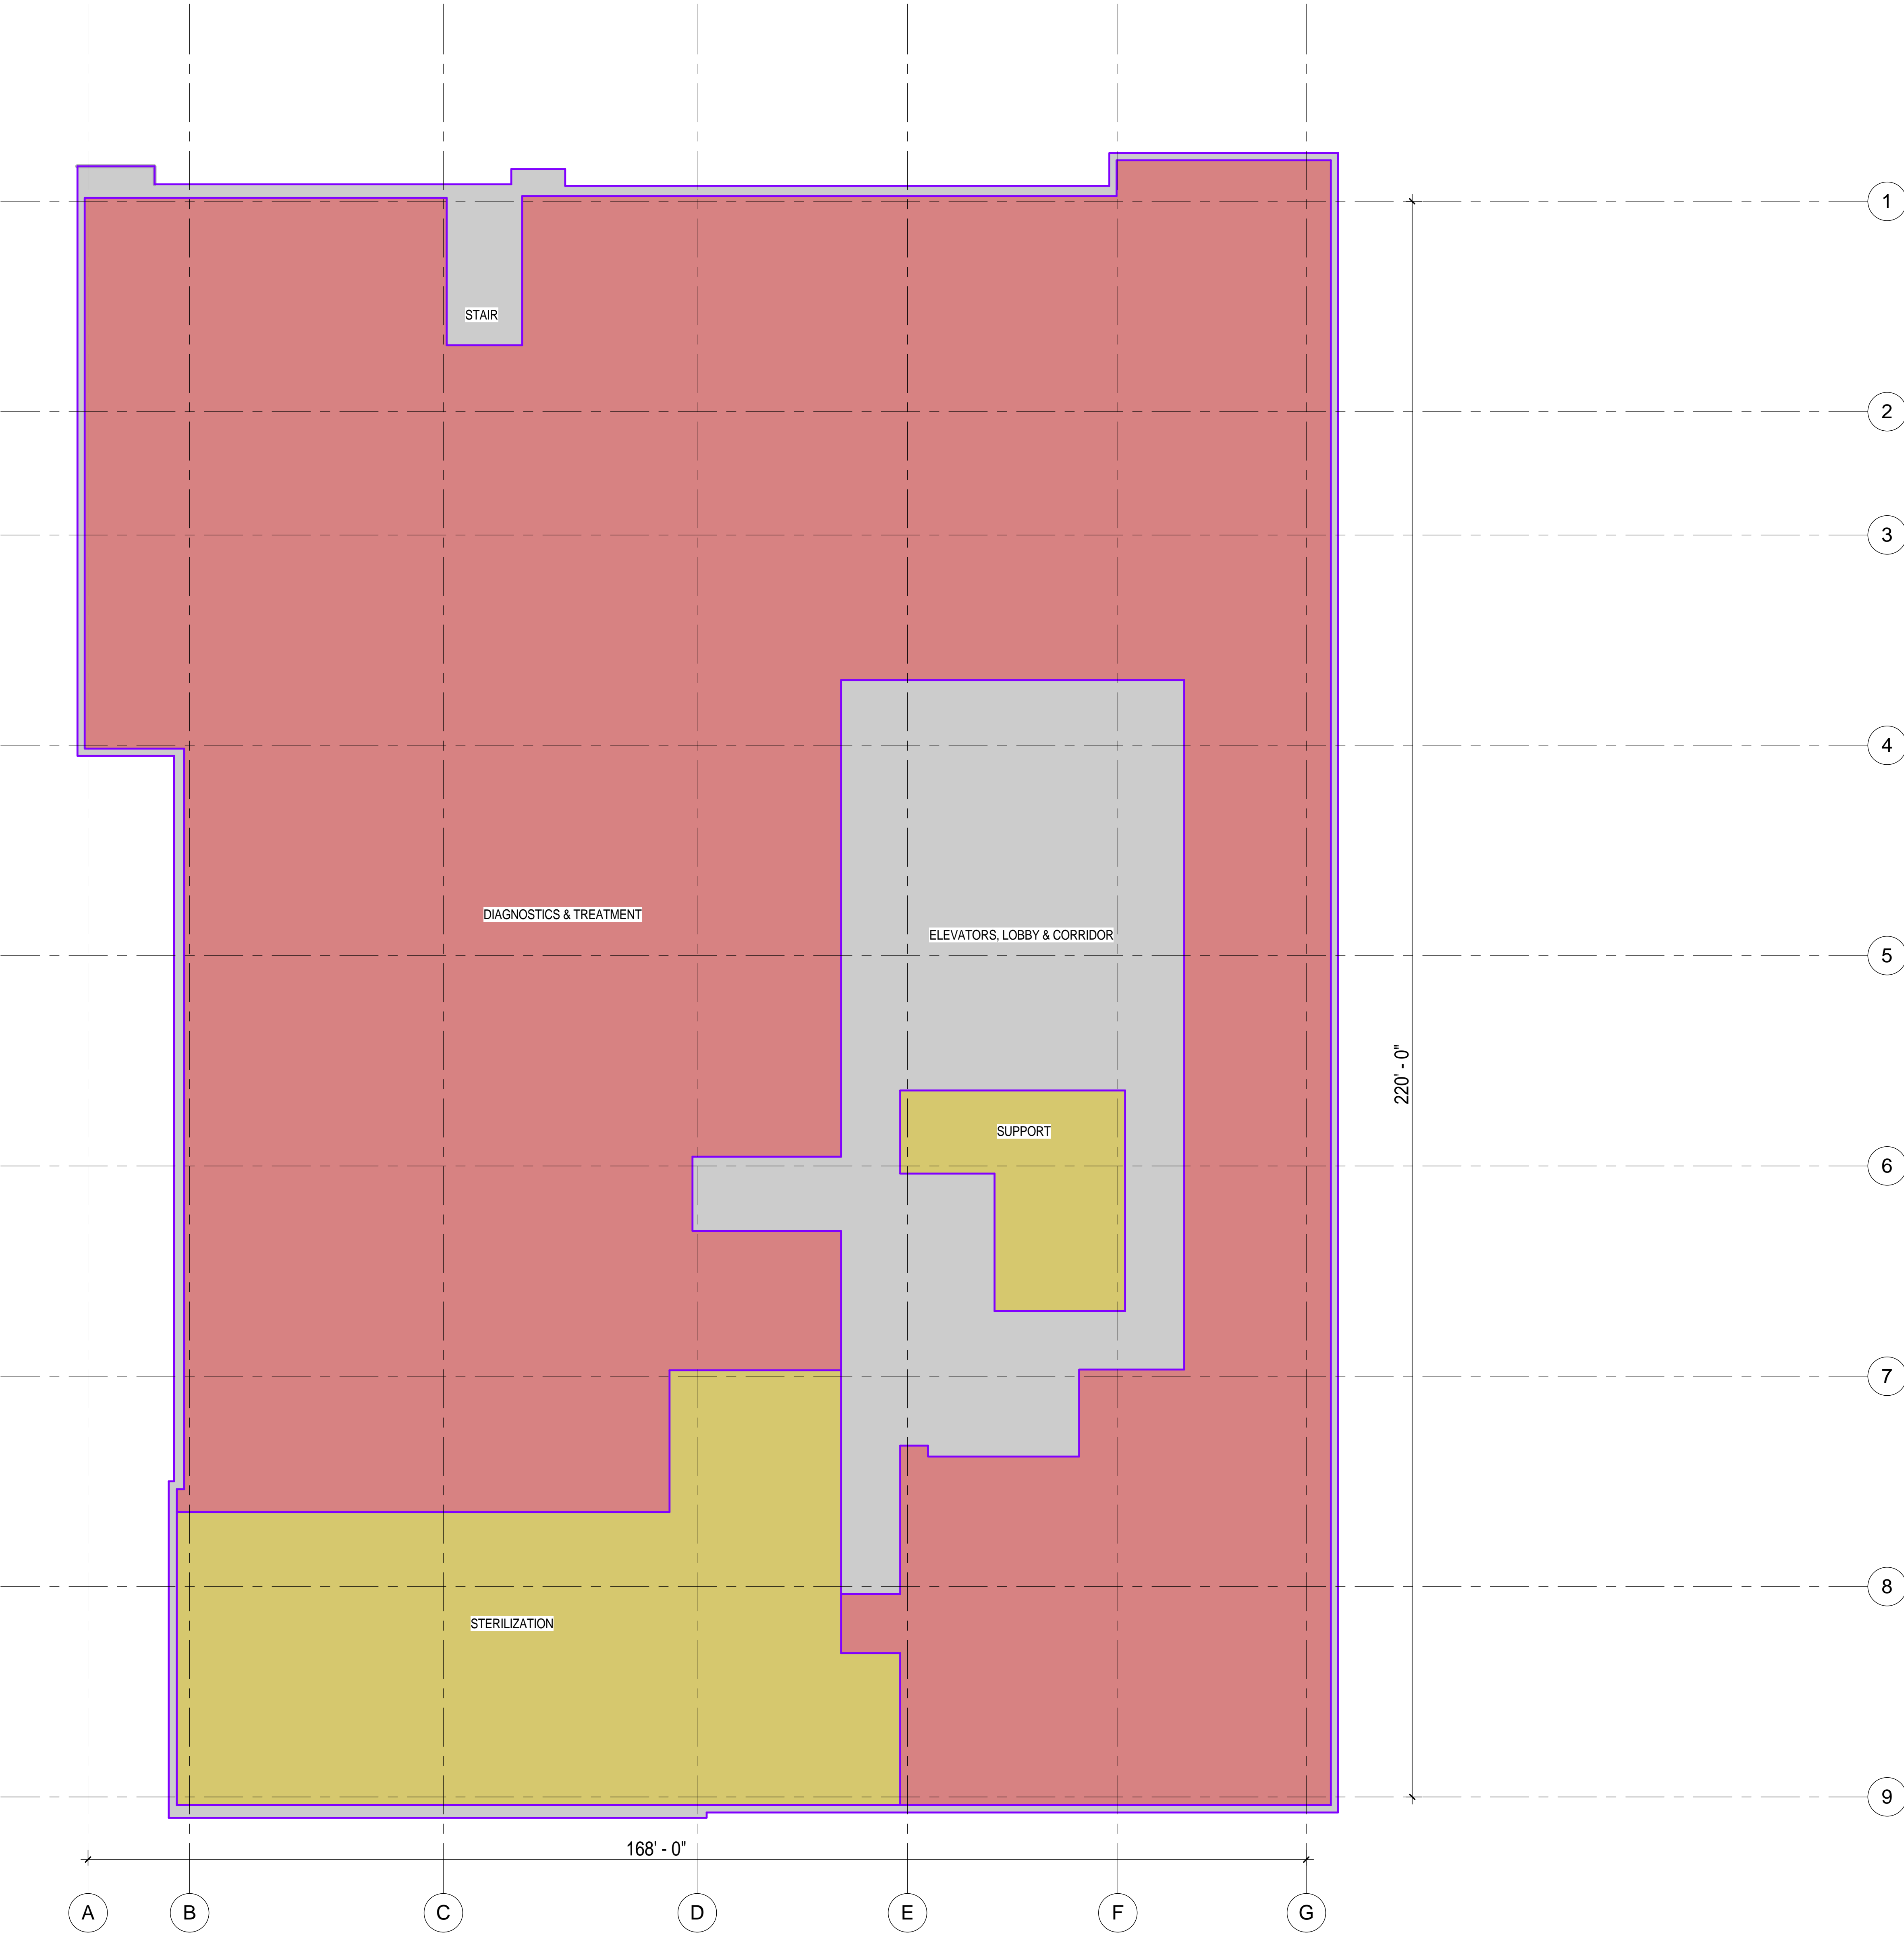 1
STAIR
2
3
4
DIAGNOSTICS & TREATMENT
ELEVATORS, LOBBY & CORRIDOR
5
220' - 0"
SUPPORT
6
7
8
STERILIZATION
9
168' - 0"
A B C D E F G